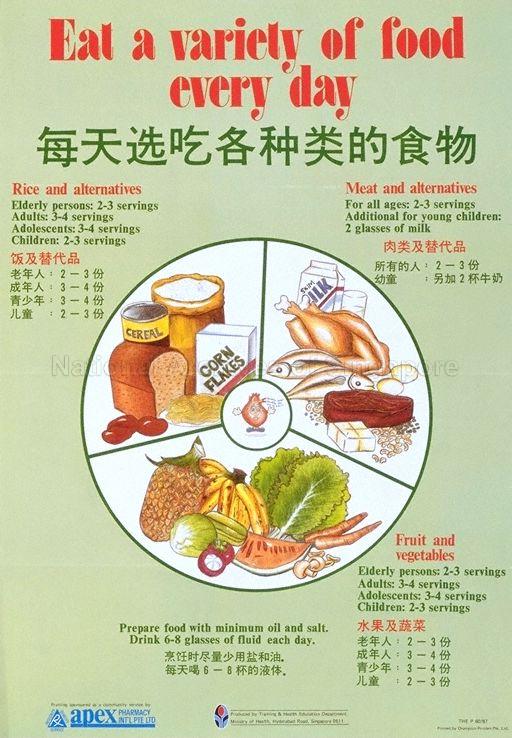 Eat a variety of food
every day
每天选吃各种类的食物
Rice and alternatives
Elderly persons: 2-3 servings
Adults: 3-4 servings
Adolescents: 3-4 servings
Children: 2-3 servings
饭及替代品
老年人：2－3份
成年人：3－4份
青少年：3－4份
儿童　：2－3份
Meat and alternatives
For all ages: 2-3 servings
Additional for young children:
2 glasses of milk
肉类及替代品
所有的人：2－3份
幼童　：另加2杯牛奶
CEREAL
CORN
FLAKES
MILK
National Archives of Singapore
Fruit and
vegetables
Elderly persons: 2-3 servings
Adults: 3-4 servings
Adolescents: 3-4 servings
Children: 2-3 servings
水果及蔬菜
老年人：2－3份
成年人：3－4份
青少年：3－4份
儿童　：2－3份
Prepare food with minimum oil and salt.
Drink 6-8 glasses of fluid each day.
烹饪时尽量少用盐和油。
每天喝6－8杯的液体。
Printing sponsored as a community service by
apex PHARMACY
INT'L PTE LTD
Produced by Training & Health Education Department
Ministry of Health, Hyderabad Road, Singapore 0511
THE P 60/87